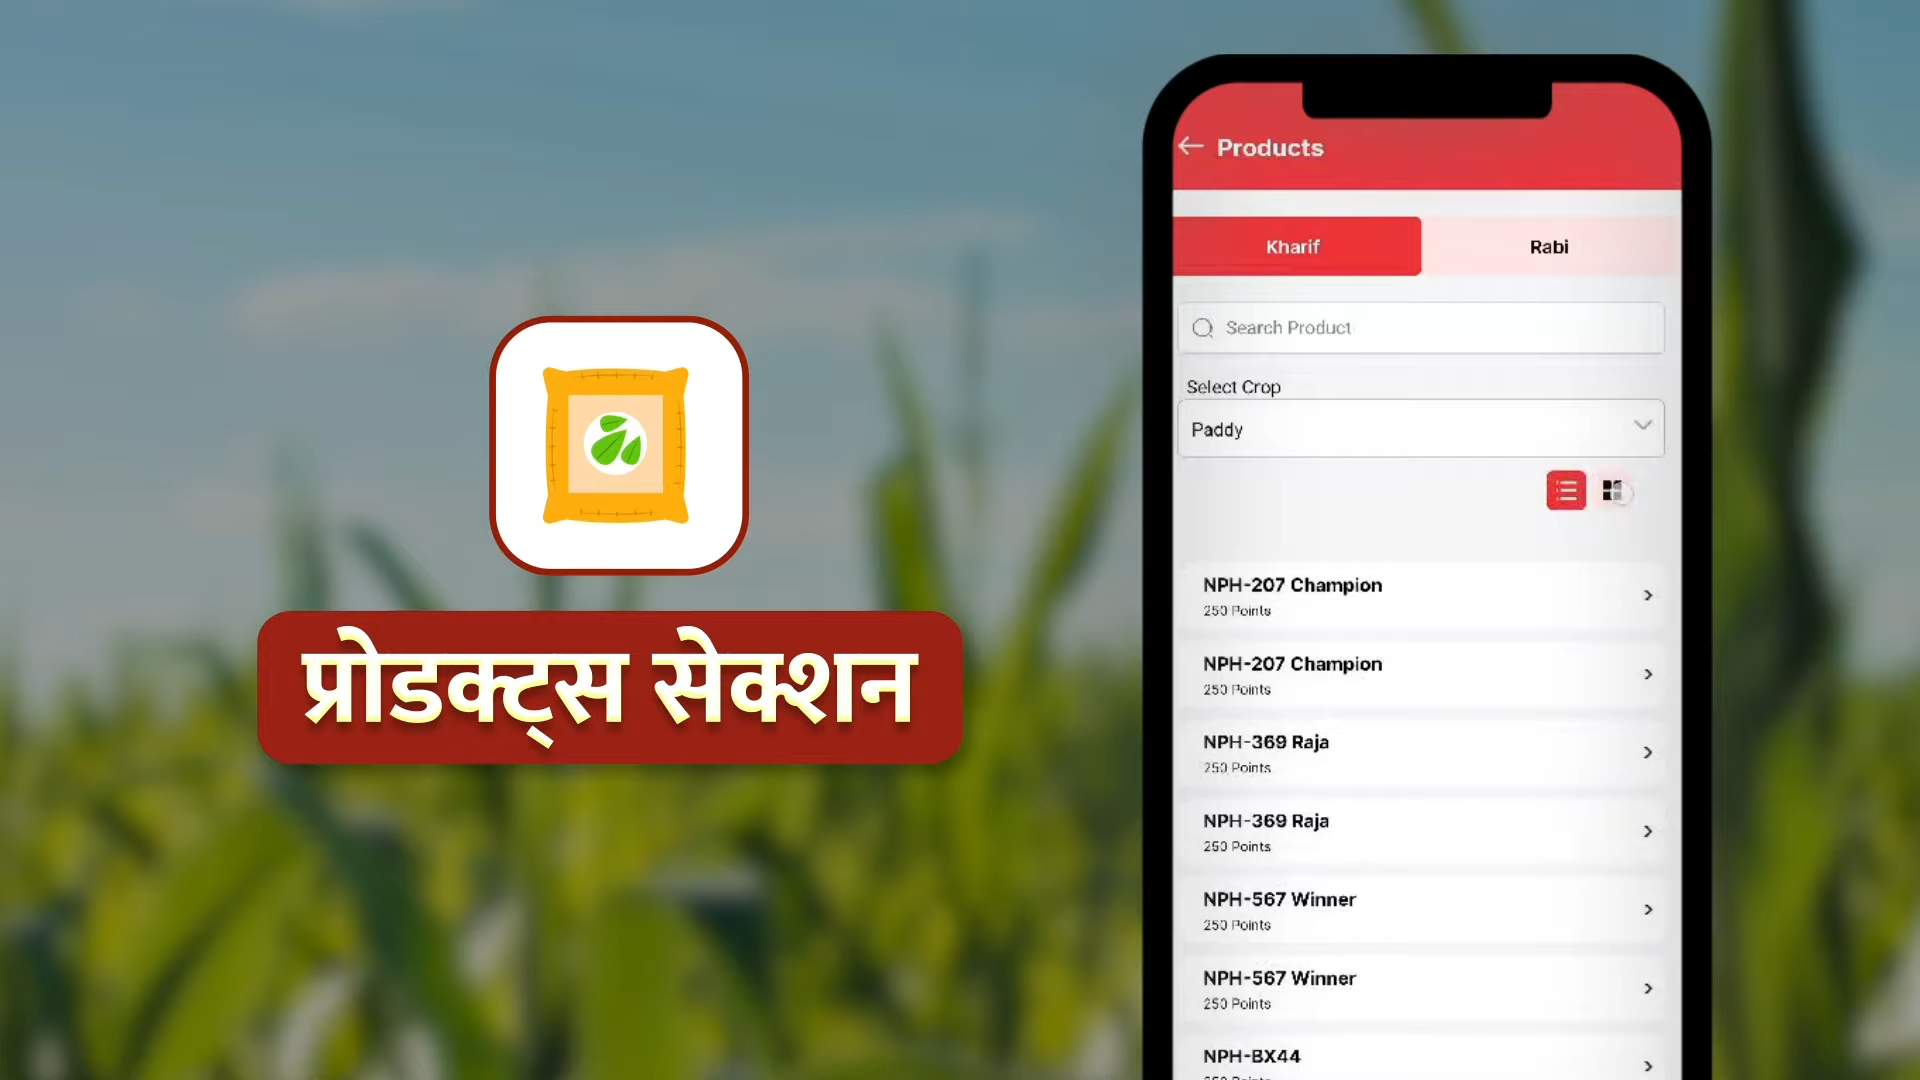 प्रोडक्ट्स सेक्शन
Products
Kharif
Rabi
Search Product
Select Crop
Paddy
NPH-207 Champion
250 Points
NPH-207 Champion
250 Points
NPH-369 Raja
250 Points
NPH-369 Raja
250 Points
NPH-567 Winner
250 Points
NPH-567 Winner
250 Points
NPH-BX44